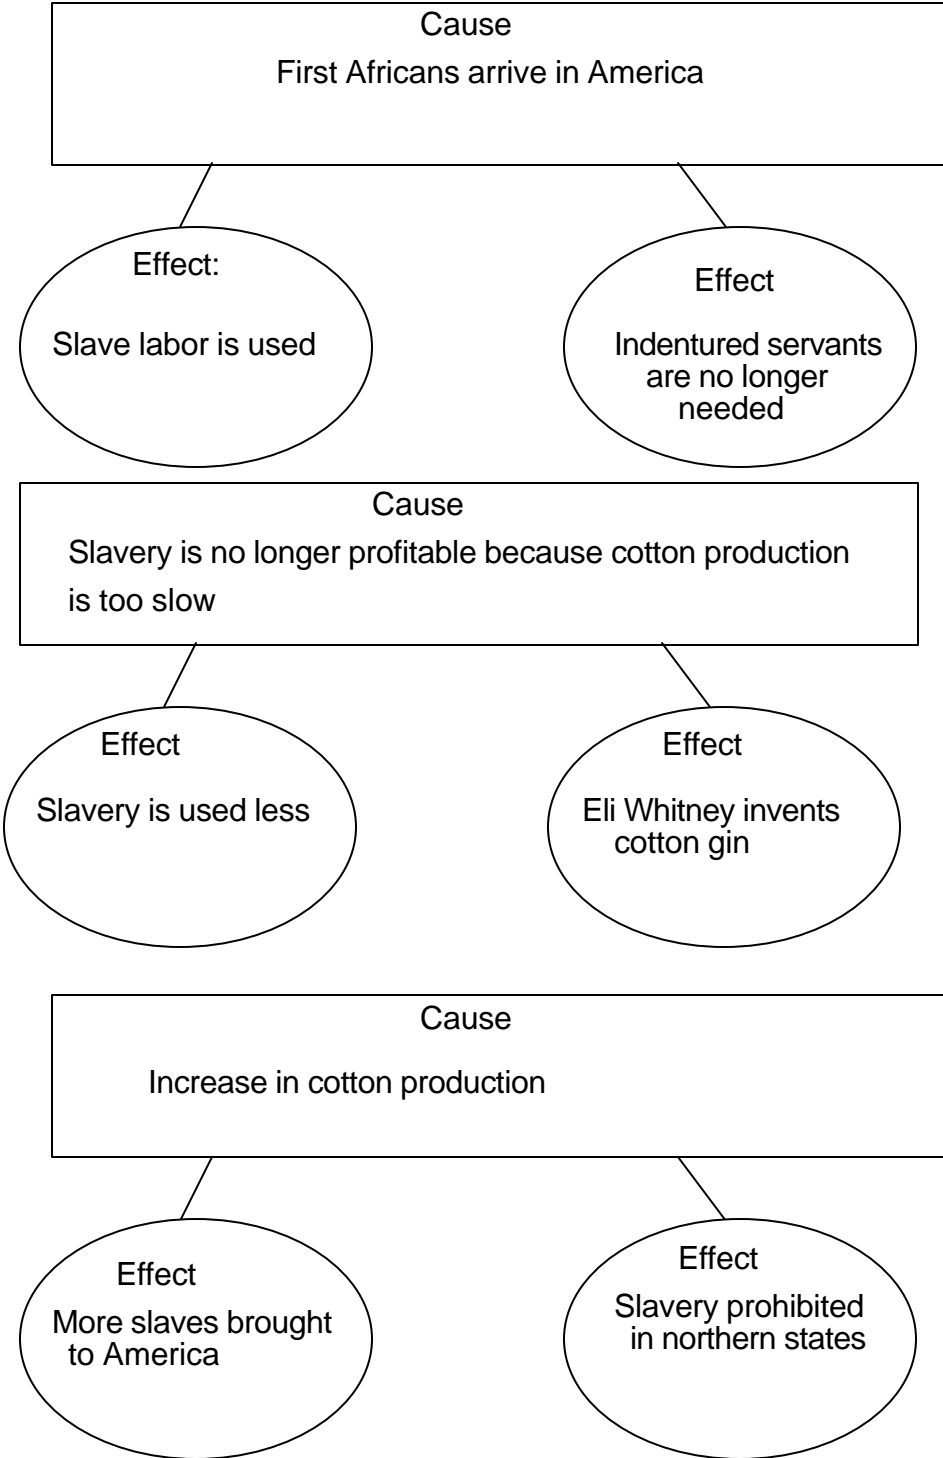 Cause
First Africans arrive in America
Effect:
Slave labor is used
Effect
Indentured servants
are no longer
needed
Cause
Slavery is no longer profitable because cotton production
is too slow
Effect
Slavery is used less
Effect
Eli Whitney invents
cotton gin
Cause
Increase in cotton production
Effect
More slaves brought
to America
Effect
Slavery prohibited
in northern states